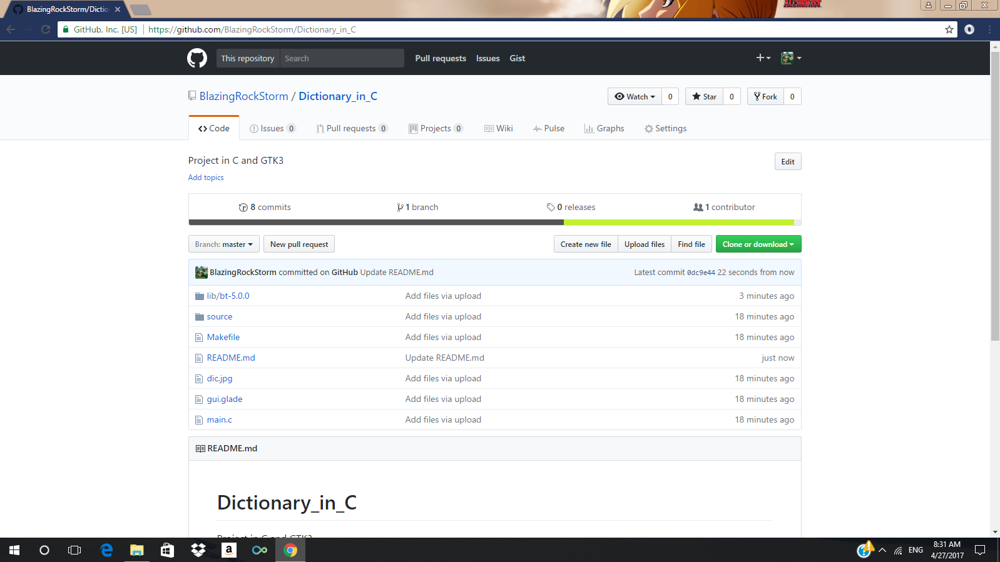 BlazingRockStorm/Dictio
ALCHEMIST
GitHub, Inc. [US] https://github.com/BlazingRockStorm/Dictionary_in_C
This repository Search Pull requests Issues Gist
BlazingRockStorm / Dictionary_in_C Watch 0 Star 0 Fork 0
Code Issues 0 Pull requests 0 Projects 0 Wiki Pulse Graphs Settings
Project in C and GTK3 Edit
Add topics
8 commits 1 branch 0 releases 1 contributor
Branch: master New pull request Create new file Upload files Find file Clone or download
BlazingRockStorm committed on GitHub Update README.md Latest commit 0dc9e44 22 seconds from now
lib/bt-5.0.0 Add files via upload 3 minutes ago
source Add files via upload 18 minutes ago
Makefile Add files via upload 18 minutes ago
README.md Update README.md just now
dic.jpg Add files via upload 18 minutes ago
gui.glade Add files via upload 18 minutes ago
main.c Add files via upload 18 minutes ago
README.md
Dictionary_in_C
Project in C and GTK3
a
ENG 8:31 AM
4/27/2017